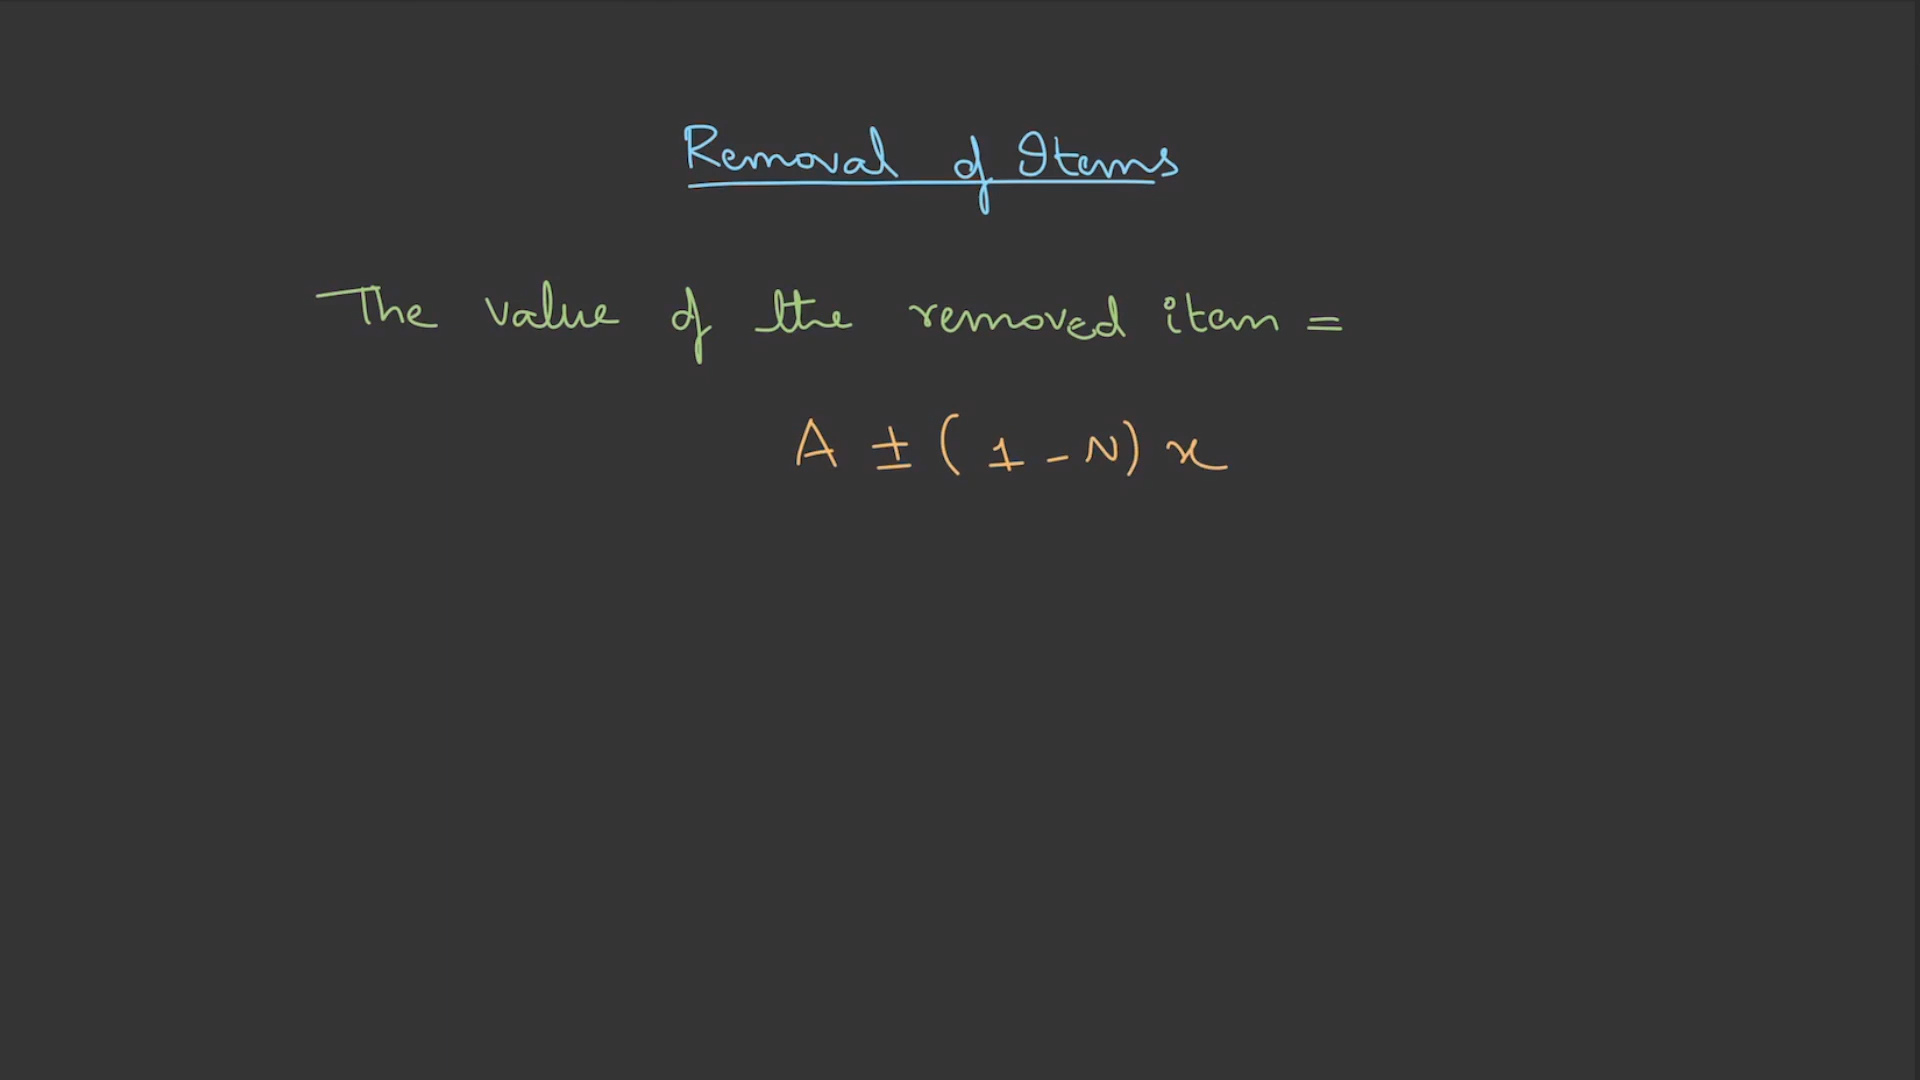 Removal of Items
The value of the removed item =
A ± (1 - N) x